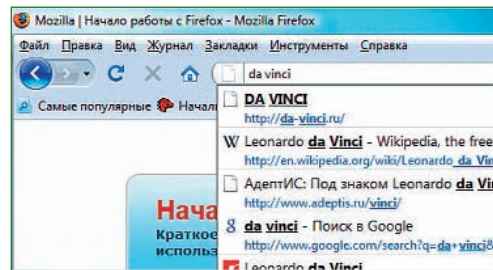 Mozilla | Начало работы с Firefox - Mozilla Firefox
Файл Правка Вид Журнал Закладки Инструменты Справка
da vinci
Самые популярные
DA VINCI
http://da-vinci.ru/
W Leonardo da Vinci - Wikipedia, the free
http://en.wikipedia.org/wiki/Leonardo_da_Vin
АдептИС: Под знаком Leonardo da Vi
http://www.adeptis.ru/vinci/
8 da vinci - Поиск в Google
http://www.google.com/search?q=da+vinci&
Leonardo da Vinci
Краткое